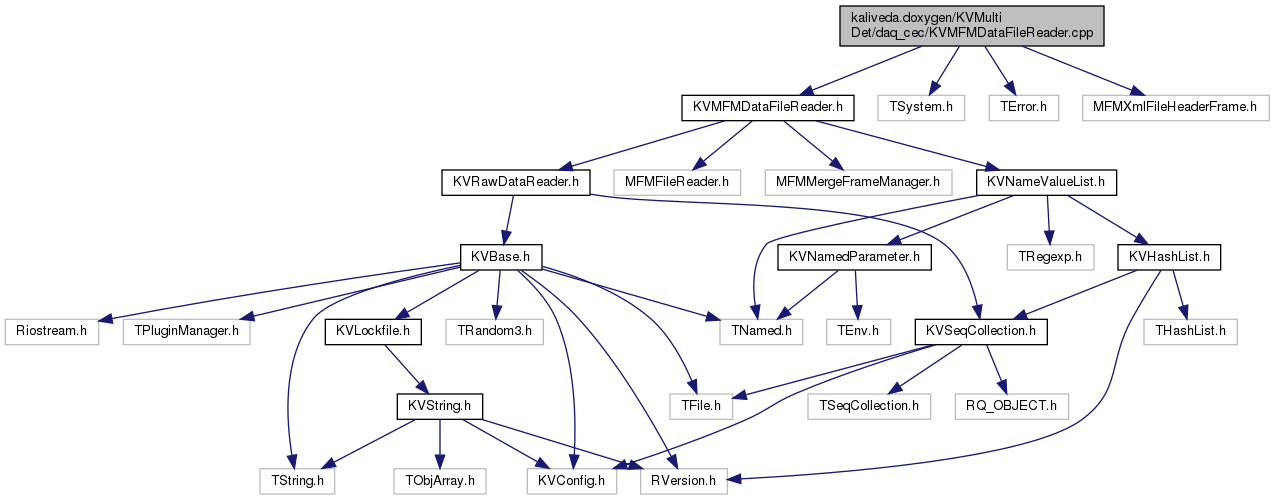 kaliveda.doxygen/KVMulti
Det/daq_cec/KVMFMDataFileReader.cpp
KVMFMDataFileReader.h
TSystem.h
TError.h
MFMXmlFileHeaderFrame.h
KVRawDataReader.h
MFMFileReader.h
MFMMergeFrameManager.h
KVNameValueList.h
KVBase.h
KVNamedParameter.h
TRegexp.h
KVHashList.h
Riostream.h
TPluginManager.h
KVLockfile.h
TRandom3.h
TNamed.h
TEnv.h
KVSeqCollection.h
THashList.h
KVString.h
TFile.h
TSeqCollection.h
RQ_OBJECT.h
TString.h
TObjArray.h
KVConfig.h
RVersion.h